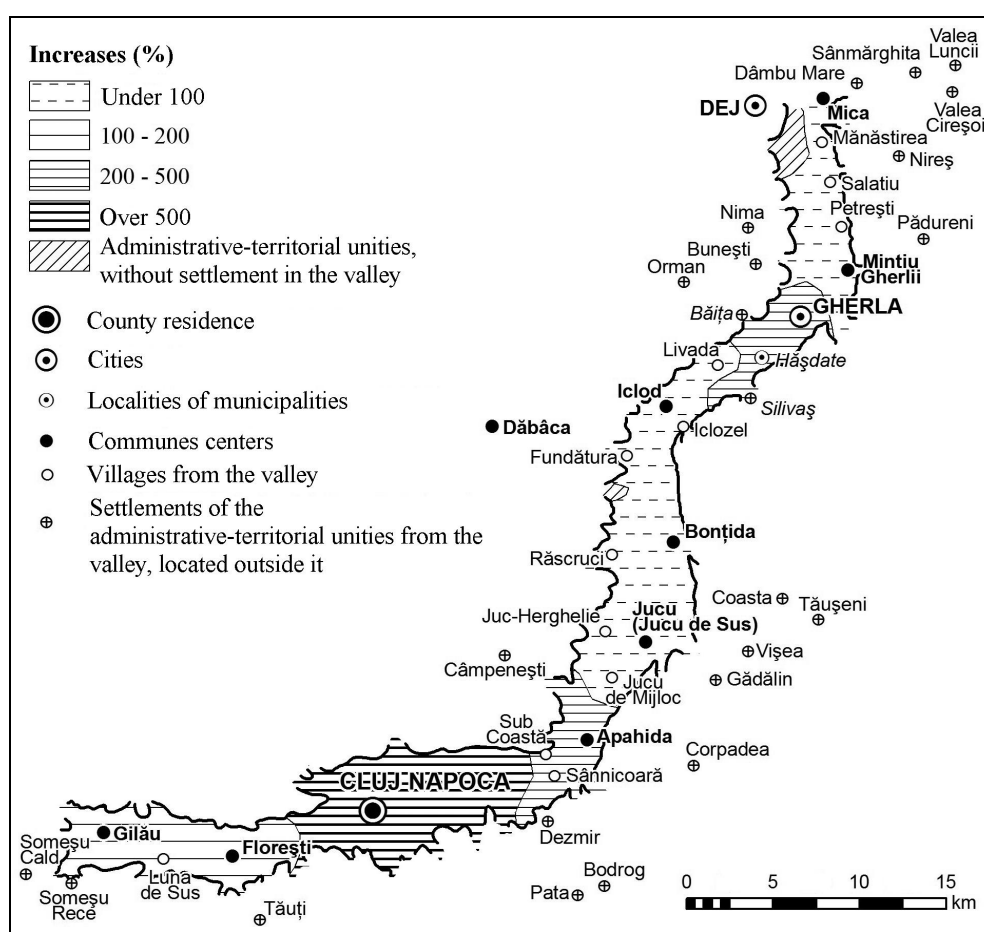 Increases (%)
Under 100
100 - 200
200 - 500
Over 500
Administrative-territorial unities,
without settlement in the valley
County residence
Cities
Localities of municipalities
Communes centers
Villages from the valley
Settlements of the
administrative-territorial unities from the
valley, located outside it
Valea
Luncii
Sânmărghita
Dâmbu Mare
DEJ
Mica
Valea
Cireşoi
Mănăstirea
Nireş
Salatiu
Petreşti
Nima
Pădureni
Buneşti
Orman
Mintiu
Gherlii
Băiţa
GHERLA
Livada
Hăşdate
Iclod
Silivaş
Dăbâca
Iclozel
Fundătura
Bonţida
Răscruci
Coasta
Tăuşeni
Juc-Herghelie
Jucu
(Jucu de Sus)
Vişea
Câmpeneşti
Gădălin
Jucu
de Mijloc
Sub
Coastă
Apahida
Corpadea
Sânnicoară
CLUJ NAPOCA
Dezmir
Gilău
Someşu
Cald
Floreşti
Luna
de Sus
Someşu
Rece
Tăuţi
Bodrog
Pata
0 5 10 15
km